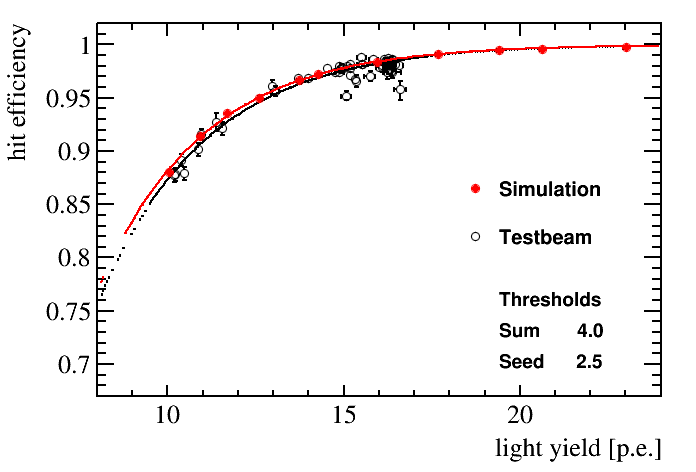 hit efficiency
1
0.95
0.9
0.85
0.8
0.75
0.7
Simulation
Testbeam
Thresholds
Sum 4.0
Seed 2.5
10 15 20
light yield [p.e.]